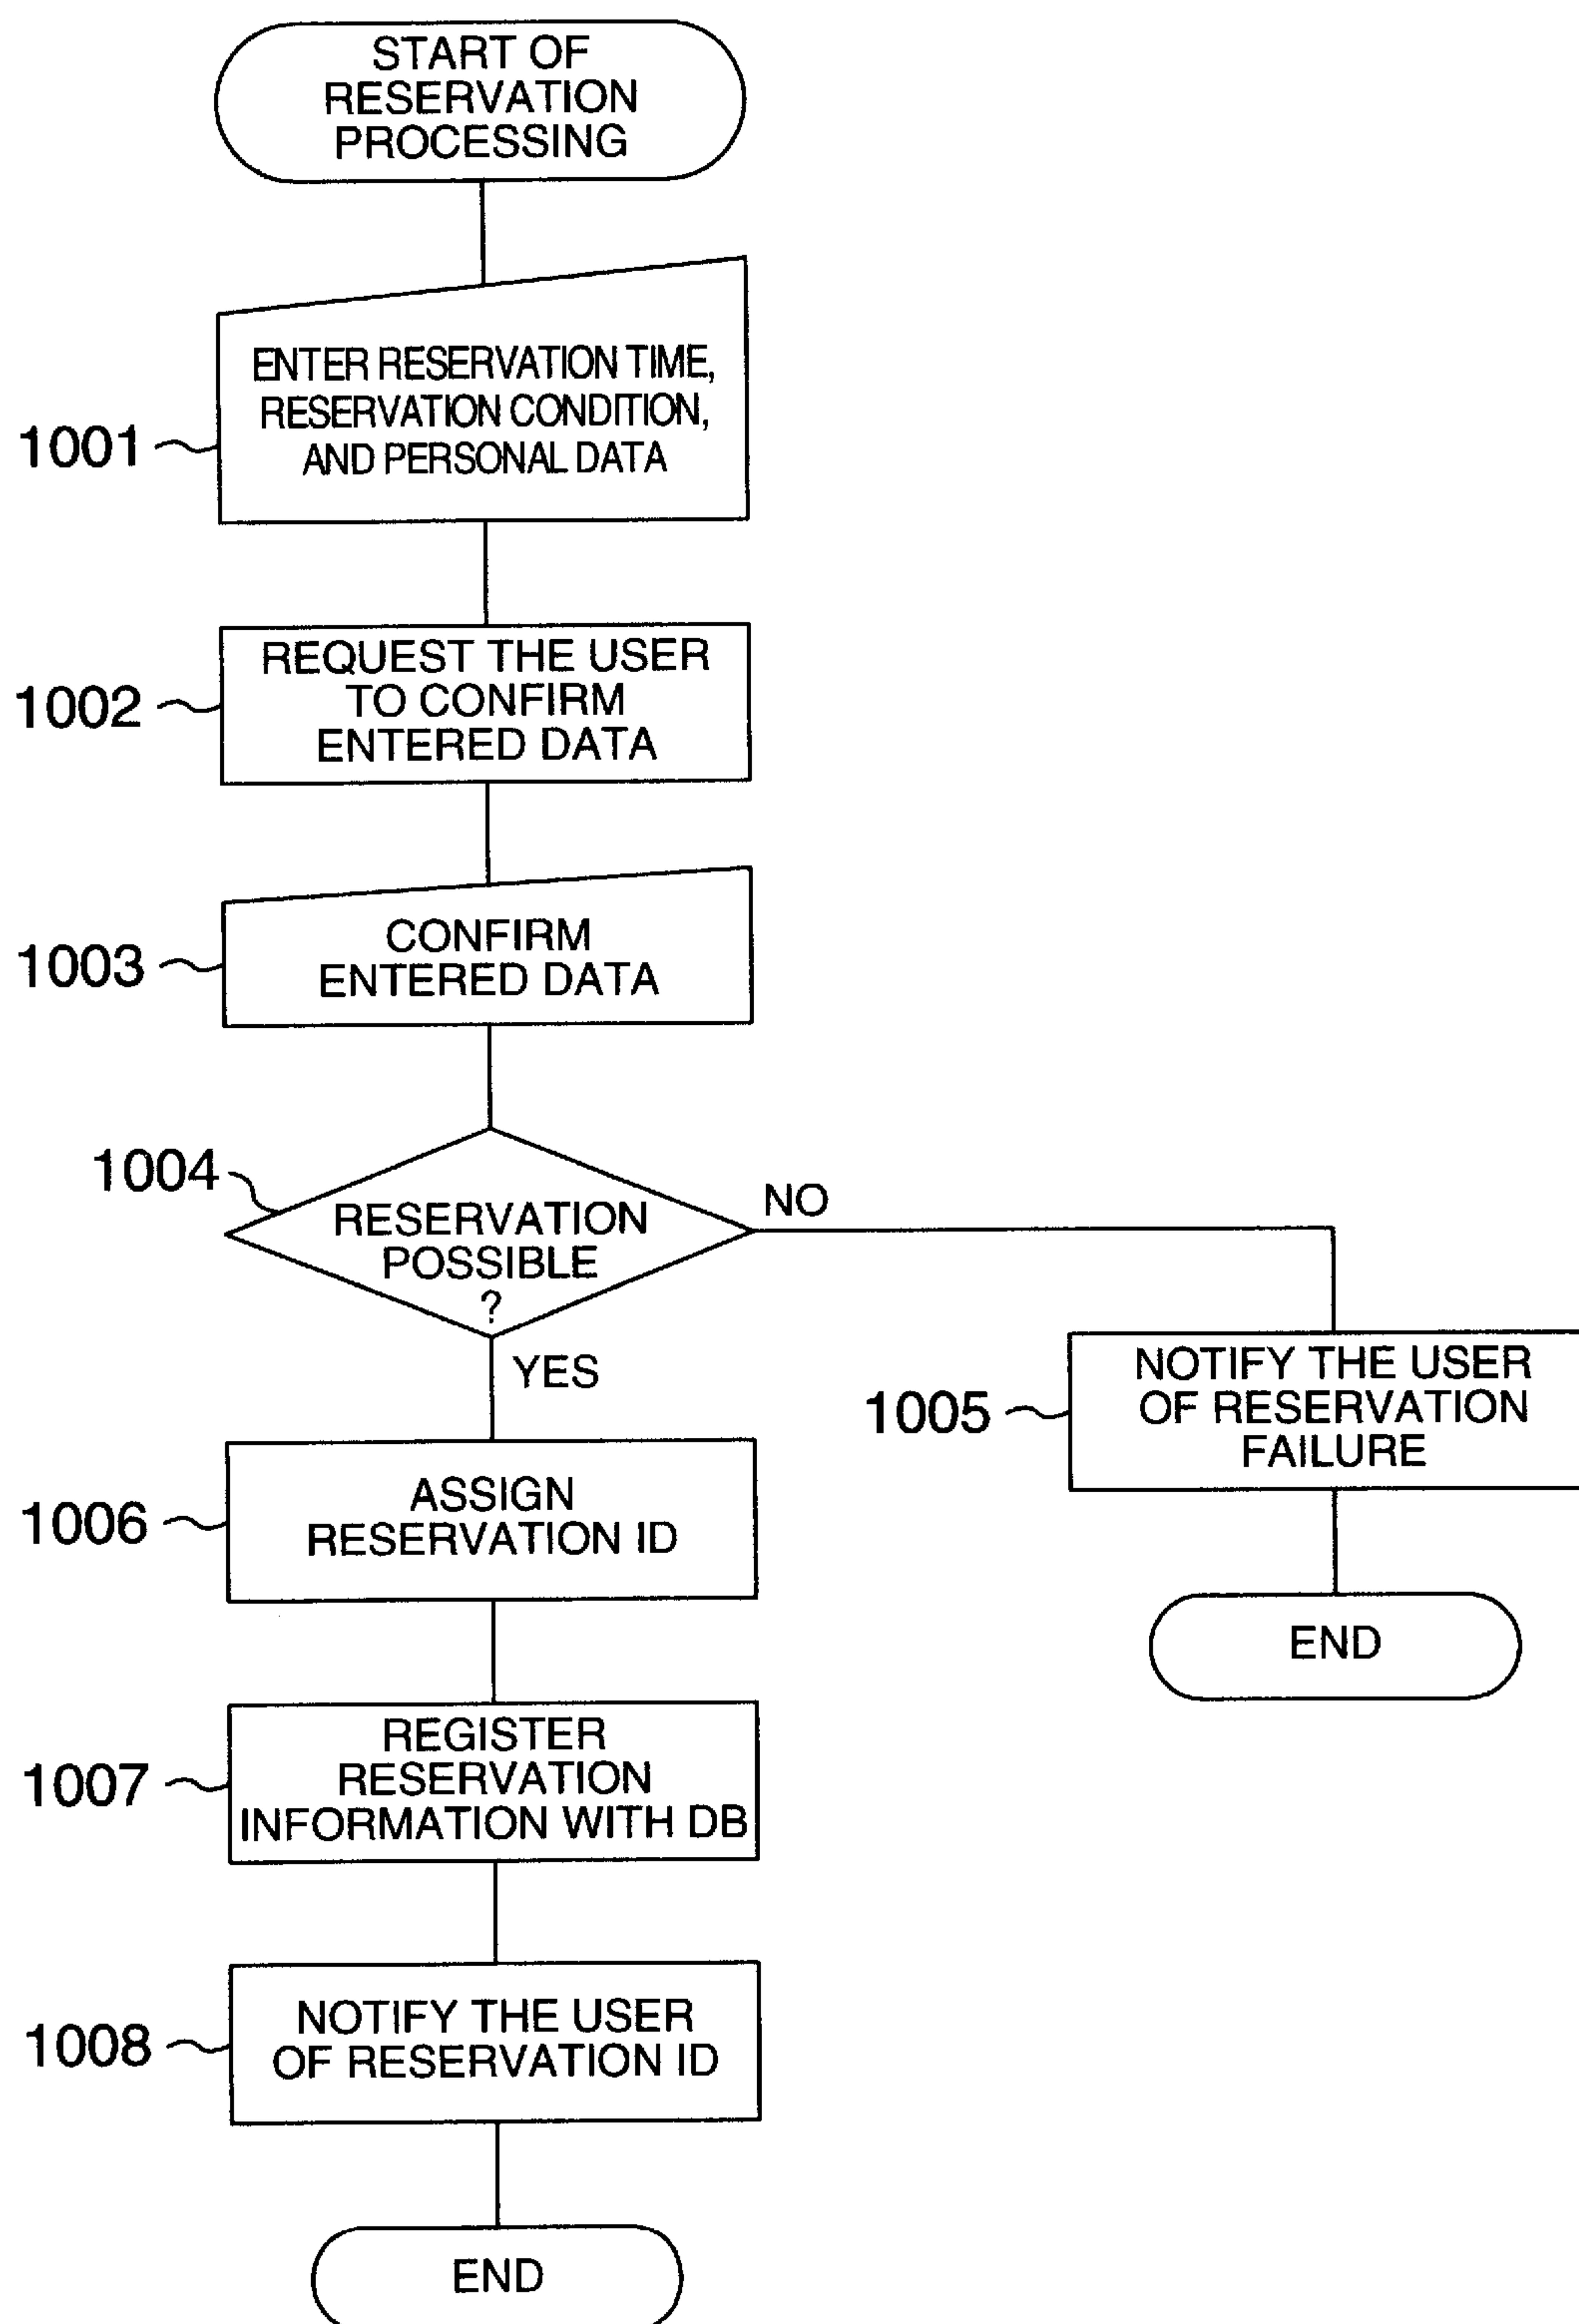 START OF
RESERVATION
PROCESSING
ENTER RESERVATION TIME,
RESERVATION CONDITION,
AND PERSONAL DATA
1001
REQUEST THE USER
TO CONFIRM
ENTERED DATA
1002
CONFIRM
ENTERED DATA
1003
1004
RESERVATION
POSSIBLE
?
NO
YES
NOTIFY THE USER
OF RESERVATION
FAILURE
1005
END
ASSIGN
RESERVATION ID
1006
REGISTER
RESERVATION
INFORMATION WITH DB
1007
NOTIFY THE USER
OF RESERVATION ID
1008
END